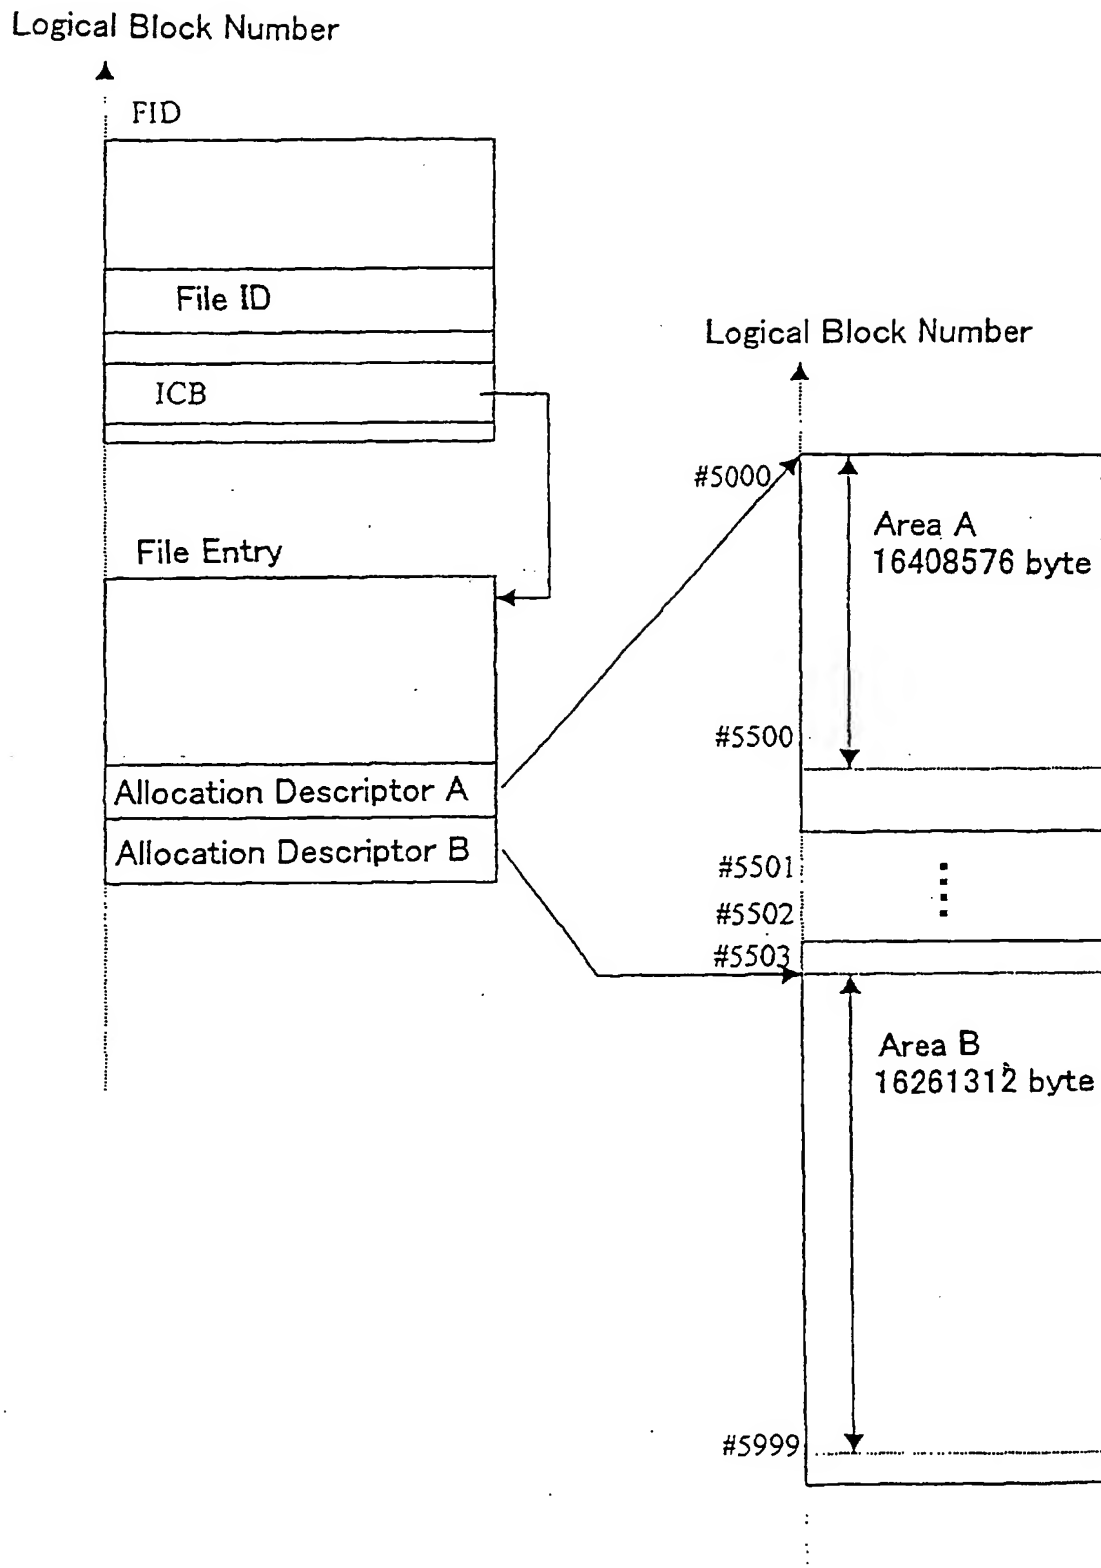 Logical Block Number
FID
File ID
ICB
File Entry
Allocation Descriptor A
Allocation Descriptor B
Logical Block Number
#5000
Area A
16408576 byte
#5500
#5501
#5502
#5503
Area B
16261312 byte
#5999